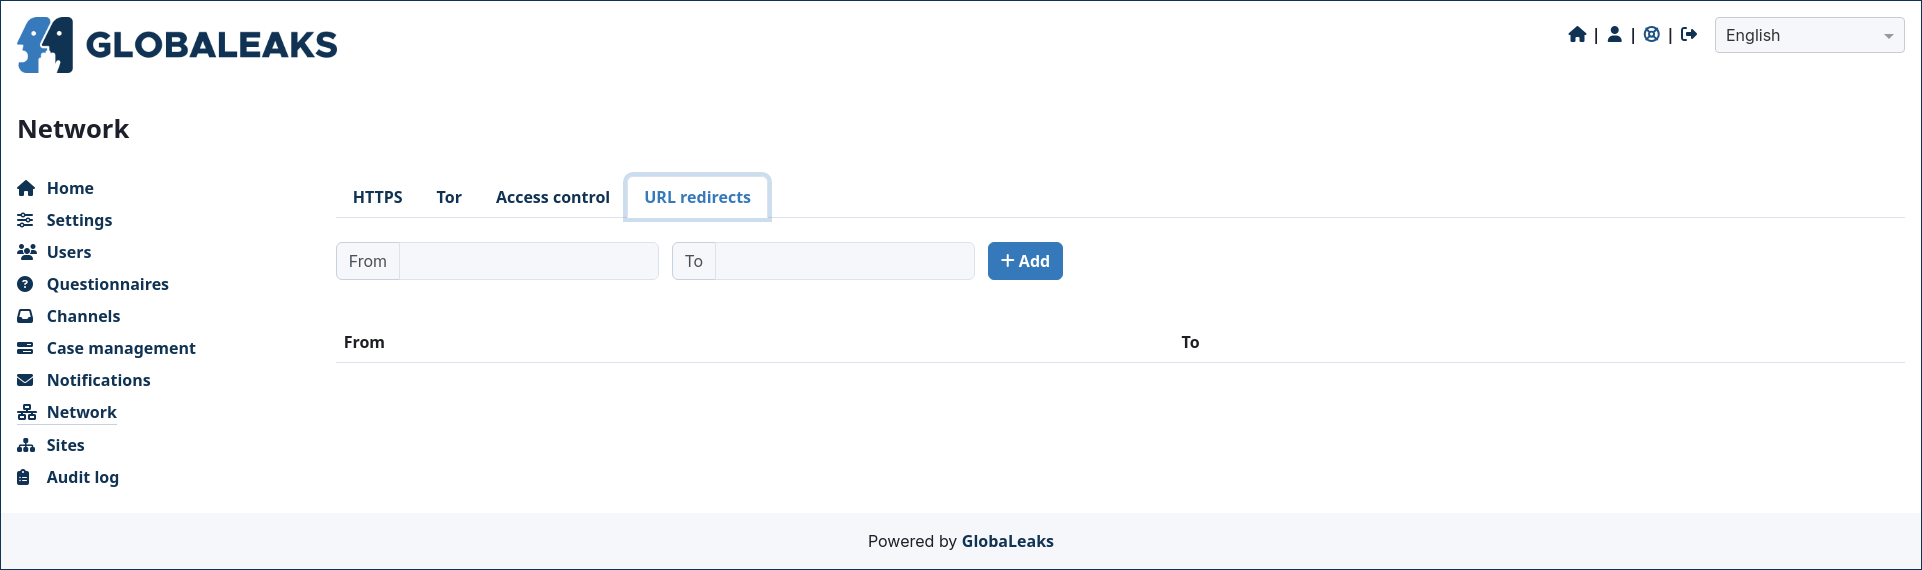 GLOBALEAKS
| | |
English
Network
Home
Settings
Users
Questionnaires
Channels
Case management
Notifications
Network
Sites
Audit log
HTTPS Tor Access control URL redirects
From To + Add
From To
Powered by GlobaLeaks